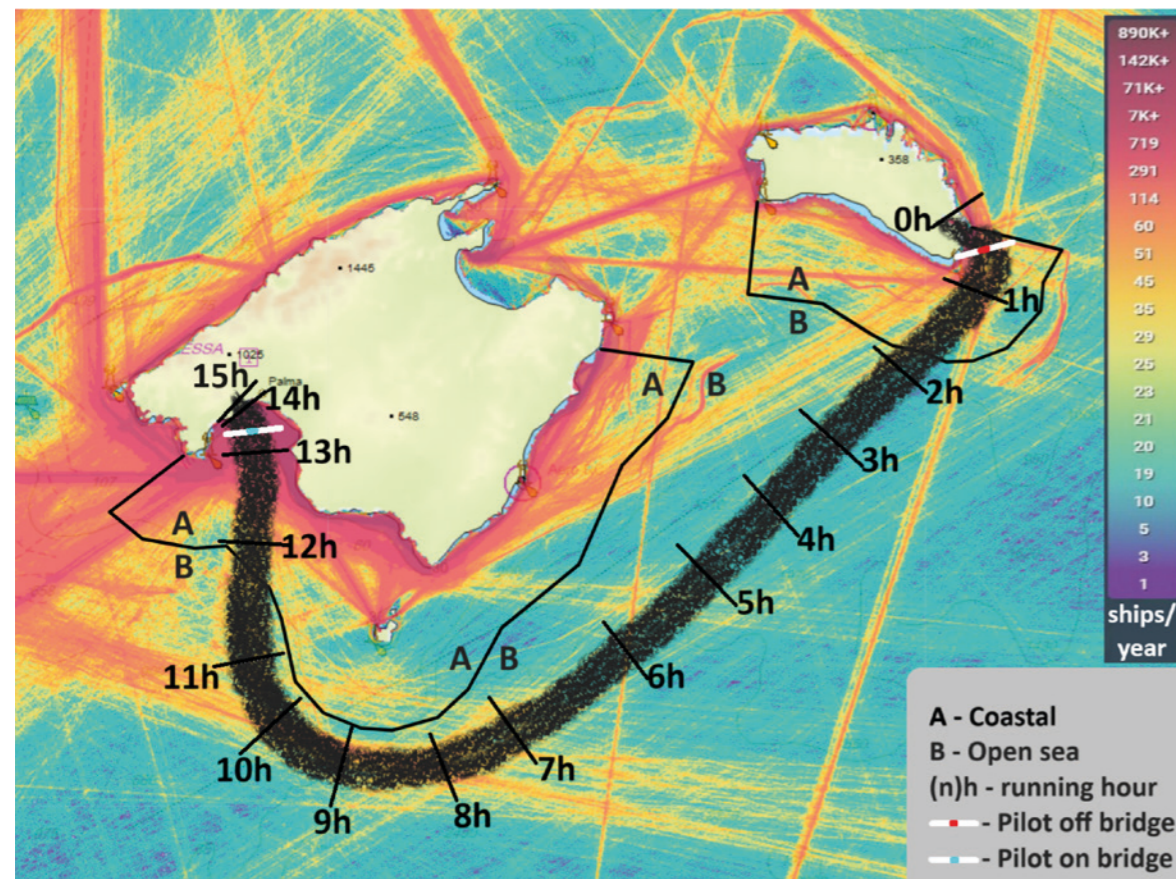 890K+
142K+
71K+
7K+
719
291
114
60
51
45
35
29
25
23
21
20
19
10
5
3
1
ships/
year
358
0h
1445
A
1h
B
ESSA
1026
15h
Palma
14h
A
B
2h
548
13h
3h
A
12h
4h
B
5h
A
B
6h
11h
10h
7h
9h
8h
A - Coastal
B - Open sea
(n)h - running hour
- Pilot off bridge
- Pilot on bridge